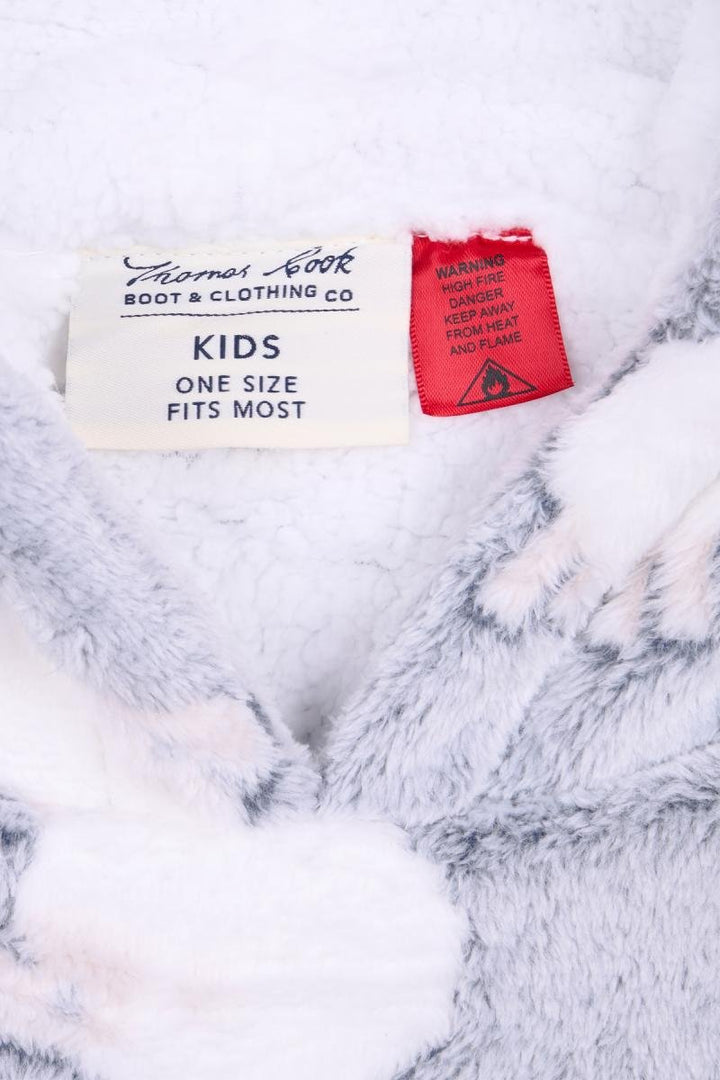 Thomas Cook
BOOT & CLOTHING CO
KIDS
ONE SIZE
FITS MOST
WARNING
HIGH FIRE
DANGER
KEEP AWAY
FROM HEAT
AND FLAME